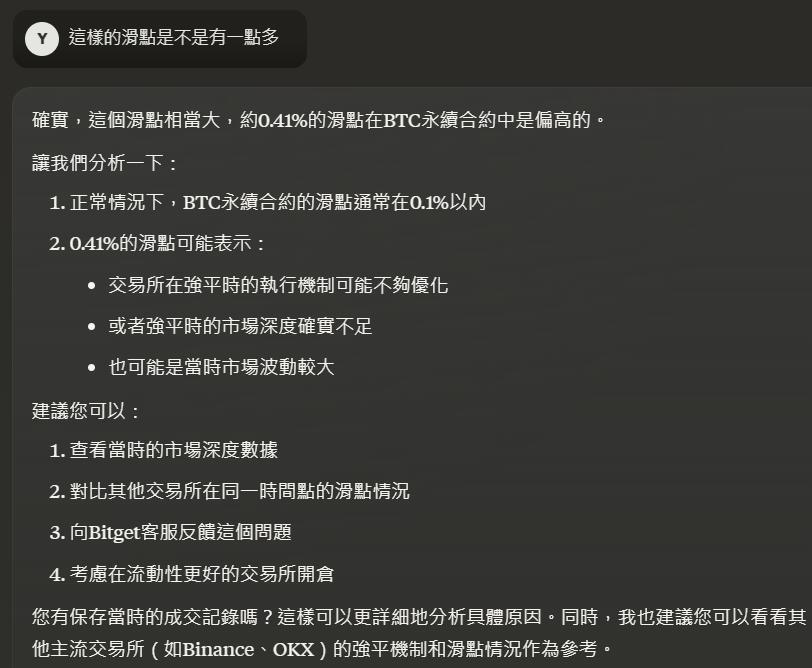 Y 這樣的滑點是不是有一點多
確實，這個滑點相當大，約0.41%的滑點在BTC永續合約中是偏高的。
讓我們分析一下：
1. 正常情況下，BTC永續合約的滑點通常在0.1%以內
2. 0.41%的滑點可能表示：
• 交易所在強平時的執行機制可能不夠優化
• 或者強平時的市場深度確實不足
• 也可能是當時市場波動較大
建議您可以：
1. 查看當時的市場深度數據
2. 對比其他交易所在同一時間點的滑點情況
3. 向Bitget客服反饋這個問題
4. 考慮在流動性更好的交易所開倉
您有保存當時的成交記錄嗎？這樣可以更詳細地分析具體原因。同時，我也建議您可以看看其
他主流交易所（如Binance、OKX）的強平機制和滑點情況作為參考。